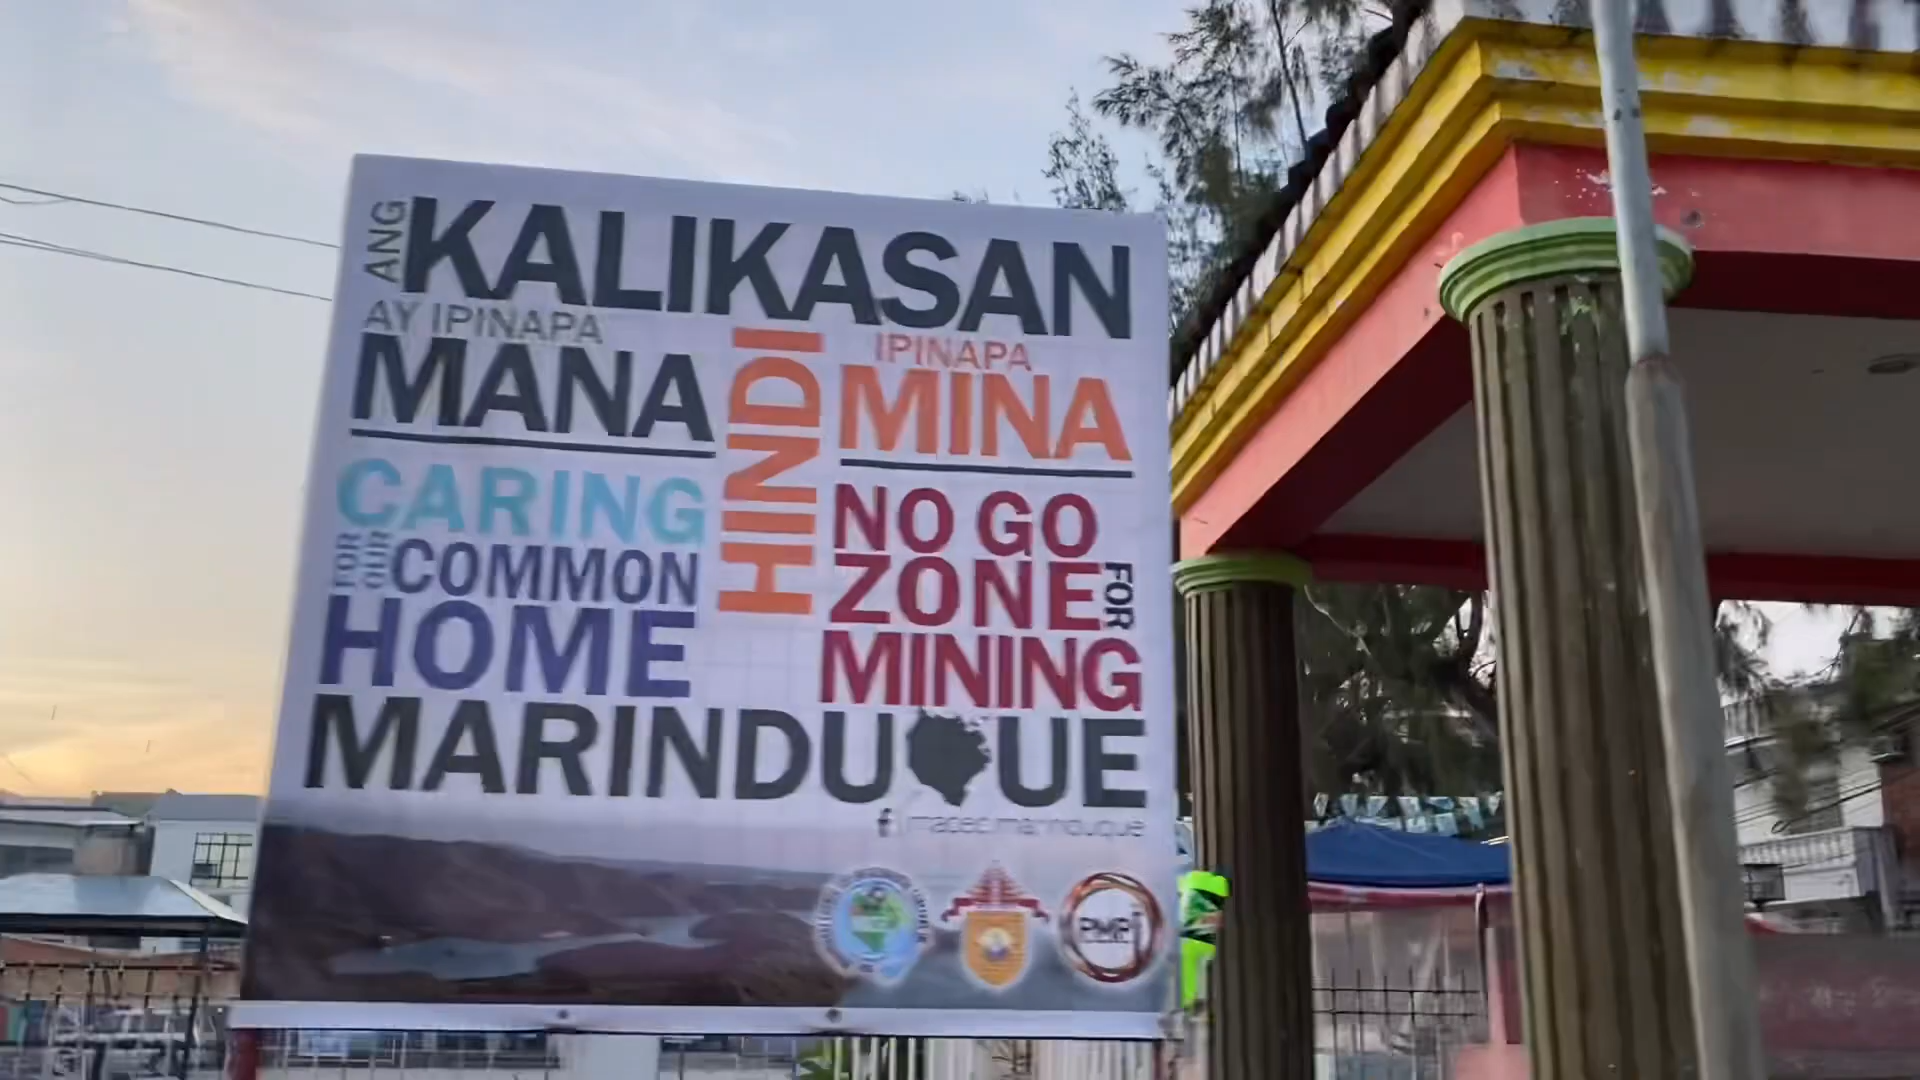 ANG KALIKASAN
AY IPINAPA
MANA
HINDI
IPINAPA
MINA
CARING
FOR OUR COMMON
HOME
NO GO
ZONE FOR
MINING
MARINDUQUE
PMPI